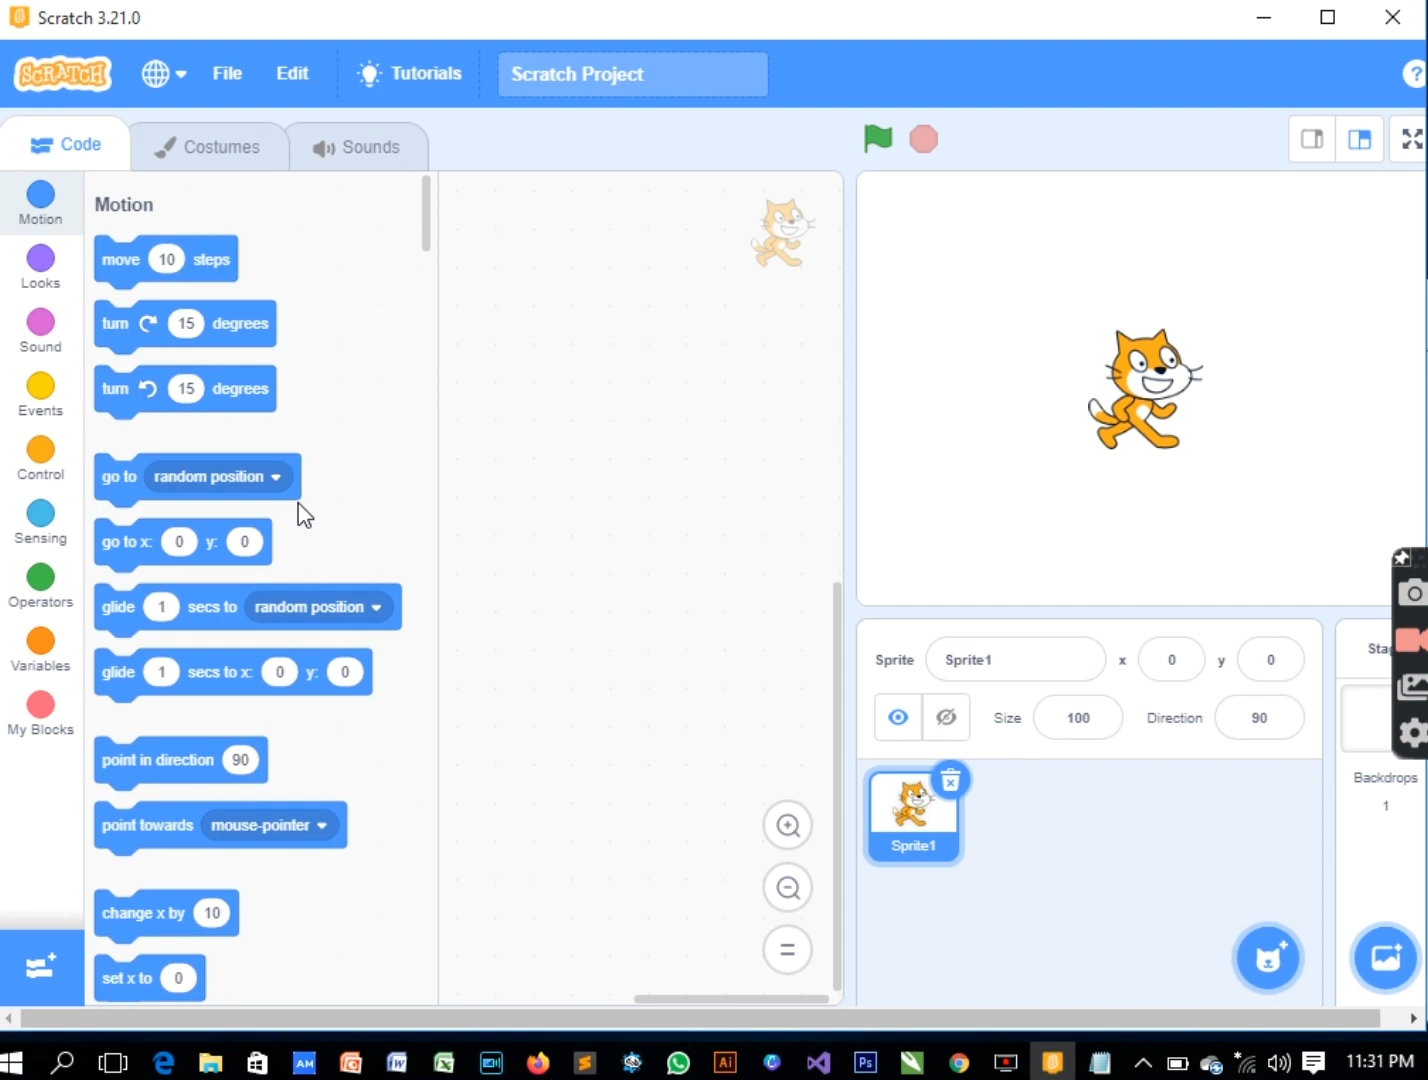 Scratch 3.21.0
SCRATCH
File
Edit
Tutorials
Scratch Project
?
Code
Costumes
Sounds
Motion
Looks
Sound
Events
Control
Sensing
Operators
Variables
My Blocks
Motion
move 10 steps
turn 15 degrees
turn 15 degrees
go to random position
go to x: 0 y: 0
glide 1 secs to random position
glide 1 secs to x: 0 y: 0
point in direction 90
point towards mouse-pointer
change x by 10
set x to 0
Sprite Sprite1 x 0 y 0
Size 100 Direction 90
Sprite1
Stag
Backdrops
1
AM
Ai
Ps
11:31 PM